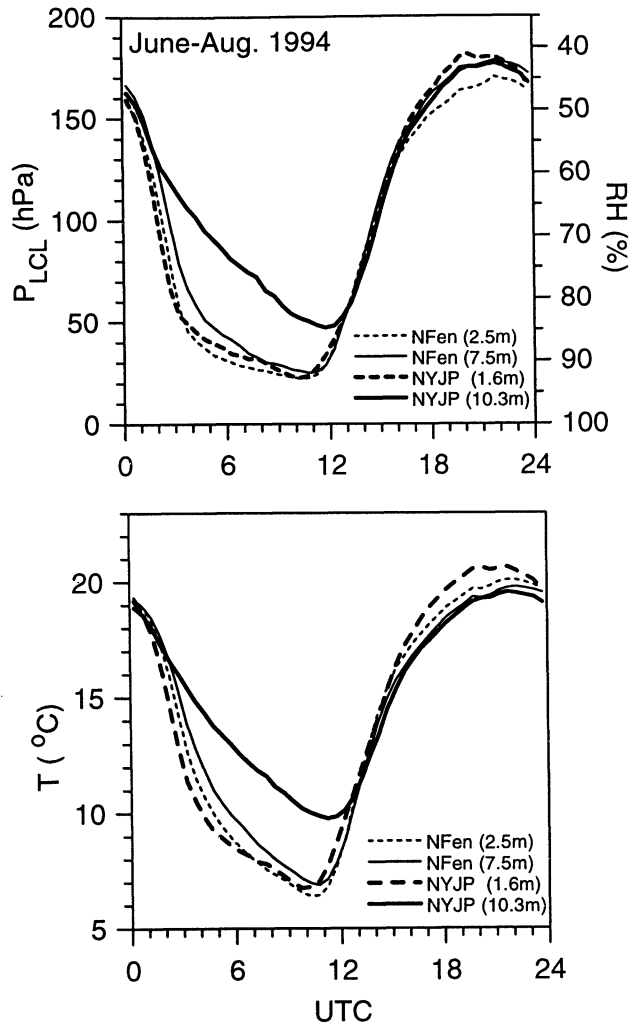 June-Aug. 1994
200
150
100
50
0
P_LCL (hPa)
40
50
60
70
80
90
100
RH (%)
NFen (2.5m)
NFen (7.5m)
NYJP (1.6m)
NYJP (10.3m)
0 6 12 18 24
20
15
10
5
T ( °C)
NFen (2.5m)
NFen (7.5m)
NYJP (1.6m)
NYJP (10.3m)
0 6 12 18 24
UTC